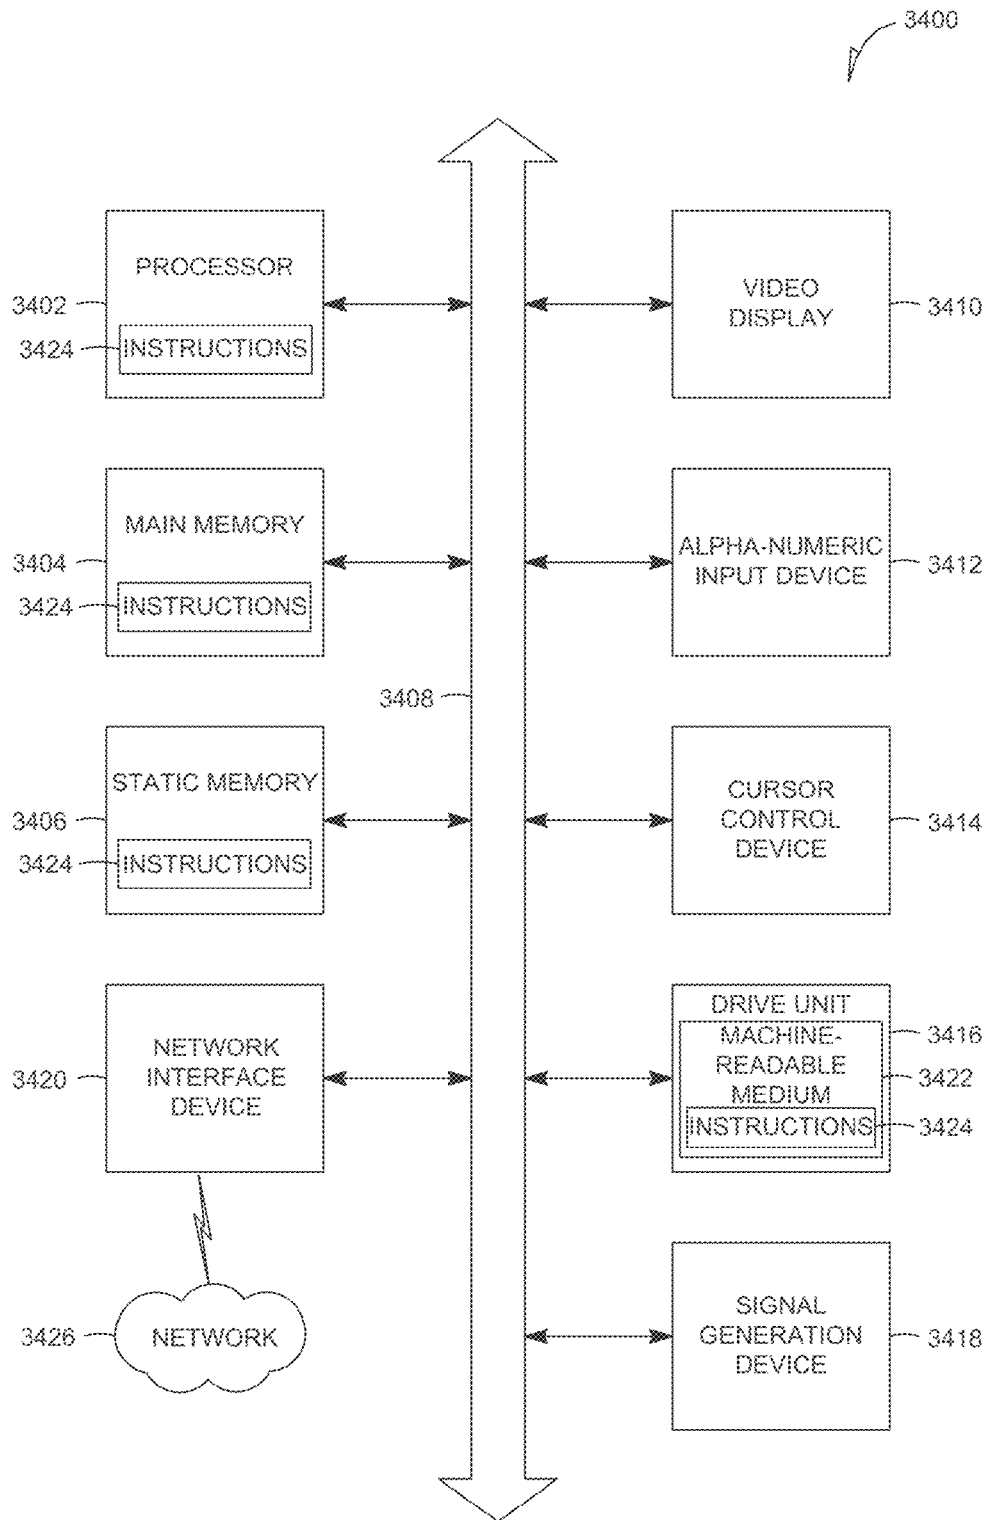 3400
PROCESSOR
3402
3424
INSTRUCTIONS
VIDEO
DISPLAY
3410
MAIN MEMORY
3404
3424
INSTRUCTIONS
ALPHA-NUMERIC
INPUT DEVICE
3412
3408
STATIC MEMORY
3406
3424
INSTRUCTIONS
CURSOR
CONTROL
DEVICE
3414
NETWORK
INTERFACE
DEVICE
3420
DRIVE UNIT
3416
MACHINE-
READABLE
MEDIUM
3422
INSTRUCTIONS
3424
3426
NETWORK
SIGNAL
GENERATION
DEVICE
3418